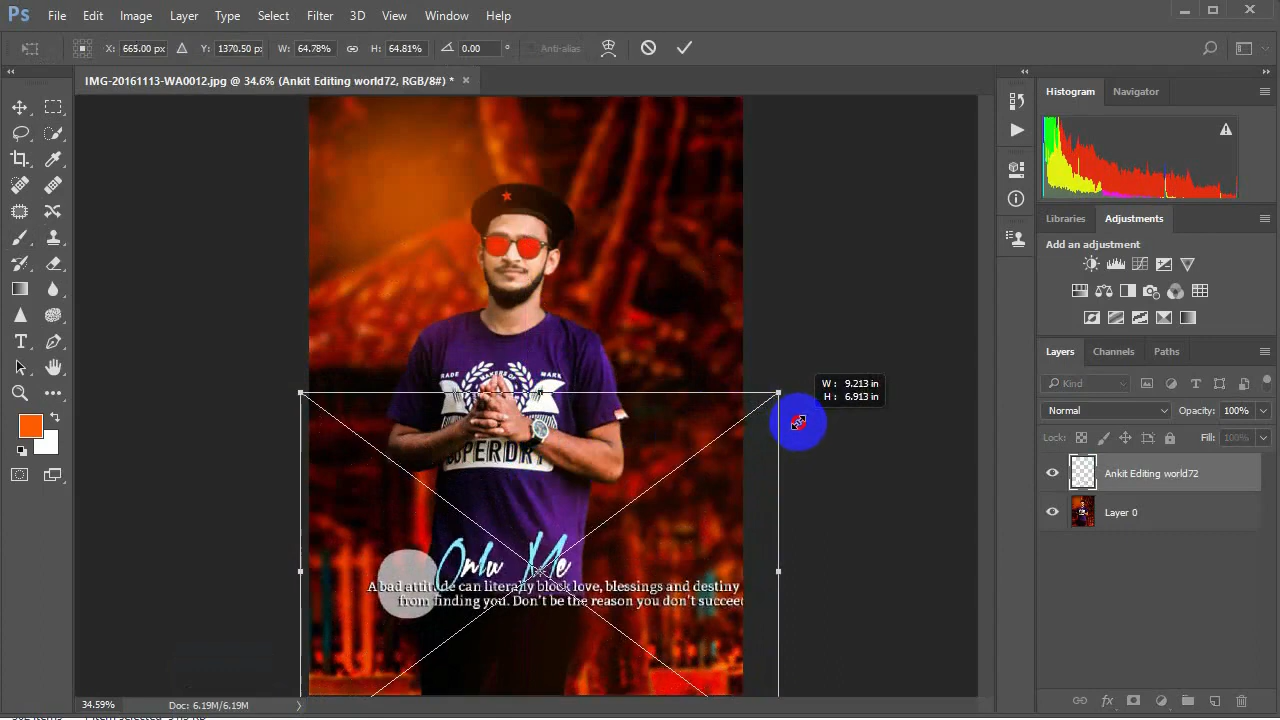 Ps File Edit Image Layer Type Select Filter 3D View Window Help
X: 665.00 px Y: 1370.50 px W: 64.78% H: 64.81% 0.00 ° Anti-alias
IMG-20161113-WA0012.jpg @ 34.6% (Ankit Editing world72, RGB/8#) * ×
Histogram Navigator
Libraries Adjustments
Add an adjustment
Layers Channels Paths
Kind
Normal Opacity: 100%
Lock: Fill: 100%
Ankit Editing world72
Layer 0
W : 9.213 in
H : 6.913 in
TRADE MAKERS OF MARK
SUPERDRY
Only Me
A bad attitude can literally block love, blessings and destiny
from finding you. Don't be the reason you don't succeed
34.59% Doc: 6.19M/6.19M